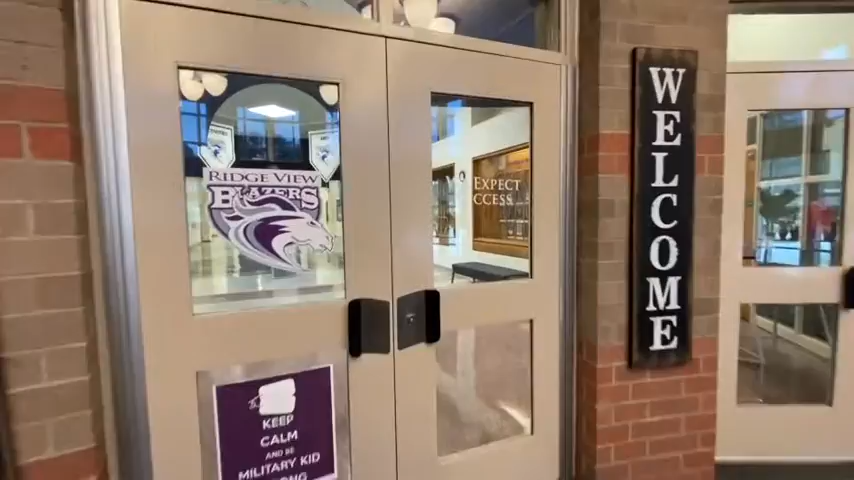 RIDGE VIEW
BLAZERS
EXPECT
CCESS
WELCOME
KEEP
CALM
AND BE
MILITARY KID